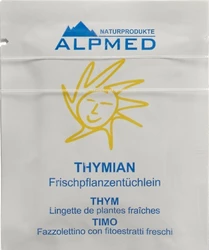 NATURPRODUKTE
ALPMED
THYMIAN
Frischpflanzentüchlein
THYM
Lingette de plantes fraîches
TIMO
Fazzolettino con fitoestratti freschi